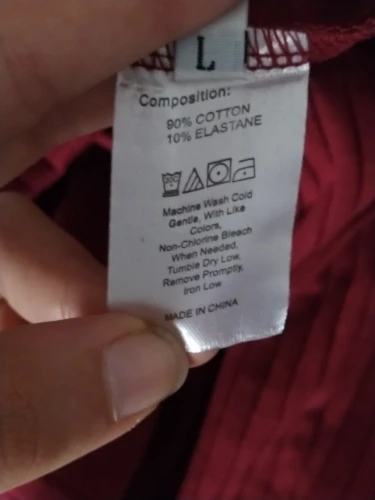 L
Composition:
90% COTTON
10% ELASTANE
Machine Wash Cold
Gentle, With Like
Colors,
Non-Chlorine Bleach
When Needed,
Tumble Dry Low,
Remove Promptly,
Iron Low
MADE IN CHINA